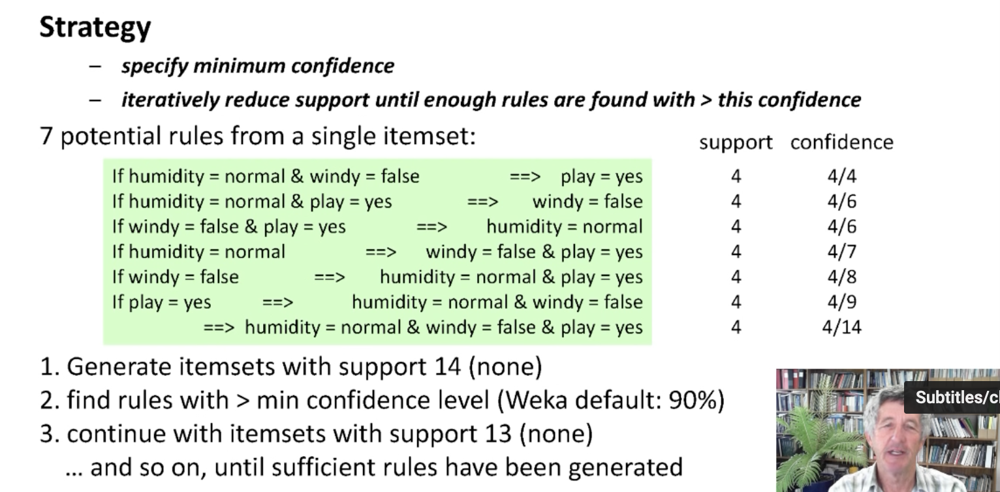 Strategy
– specify minimum confidence
– iteratively reduce support until enough rules are found with > this confidence
7 potential rules from a single itemset:
support confidence
If humidity = normal & windy = false ==> play = yes 4 4/4
If humidity = normal & play = yes ==> windy = false 4 4/6
If windy = false & play = yes ==> humidity = normal 4 4/6
If humidity = normal ==> windy = false & play = yes 4 4/7
If windy = false ==> humidity = normal & play = yes 4 4/8
If play = yes ==> humidity = normal & windy = false 4 4/9
==> humidity = normal & windy = false & play = yes 4 4/14
1. Generate itemsets with support 14 (none)
2. find rules with > min confidence level (Weka default: 90%)
3. continue with itemsets with support 13 (none)
... and so on, until sufficient rules have been generated
Subtitles/c